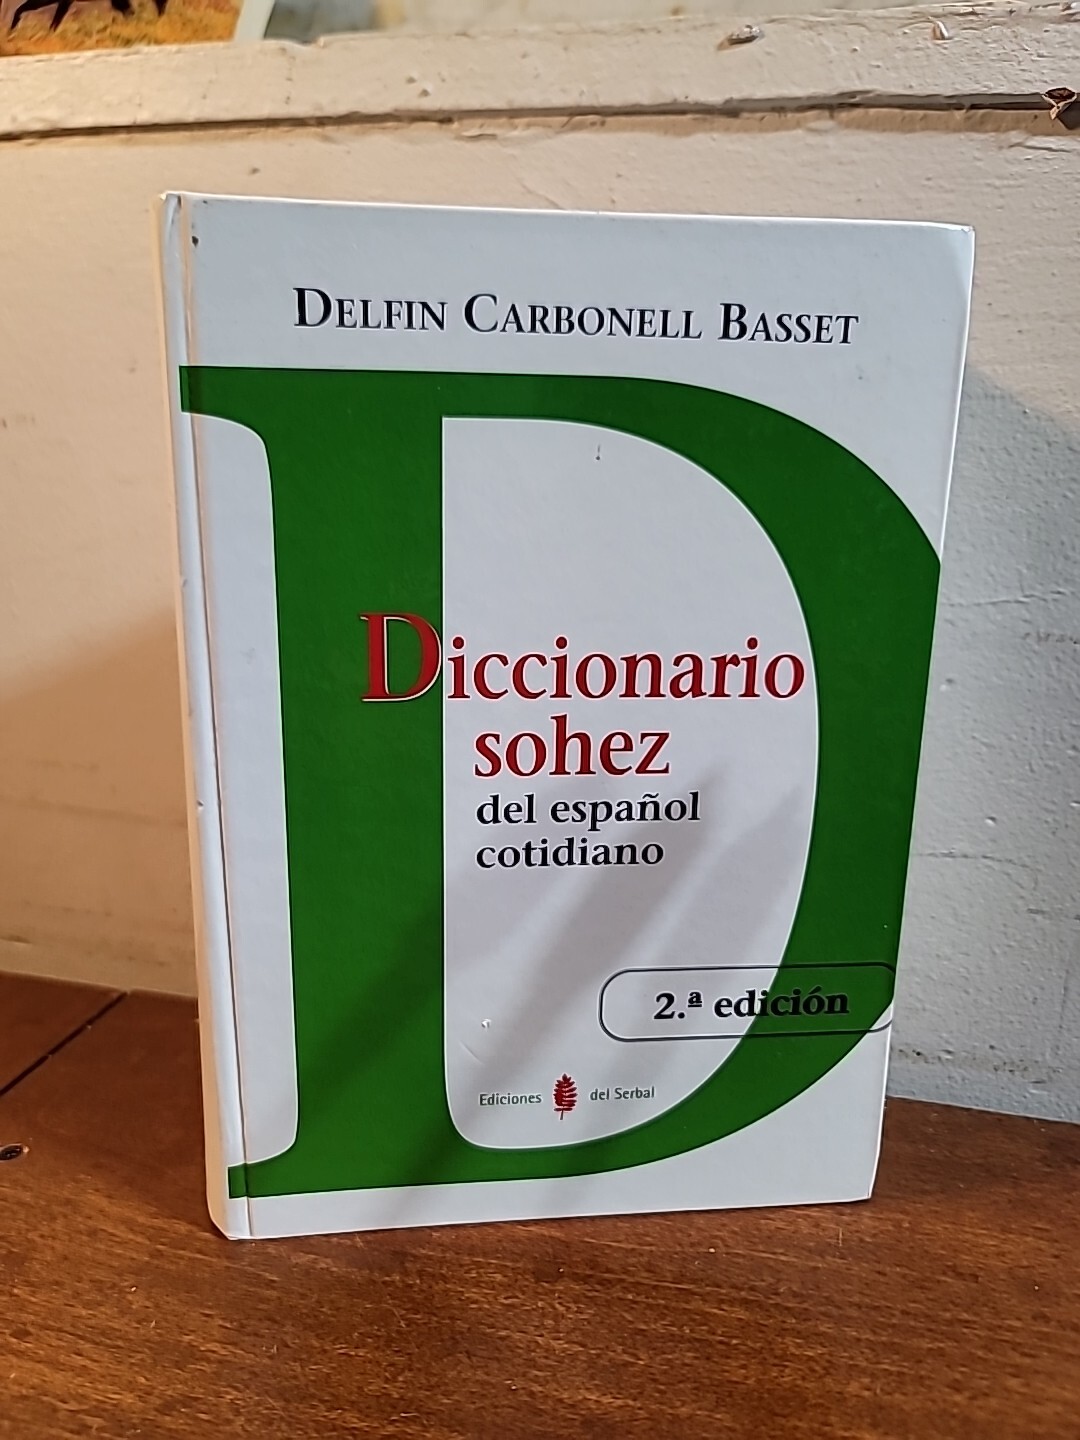 DELFIN CARBONELL BASSET
Diccionario
sohez
del español
cotidiano
2.ª edición
Ediciones del Serbal